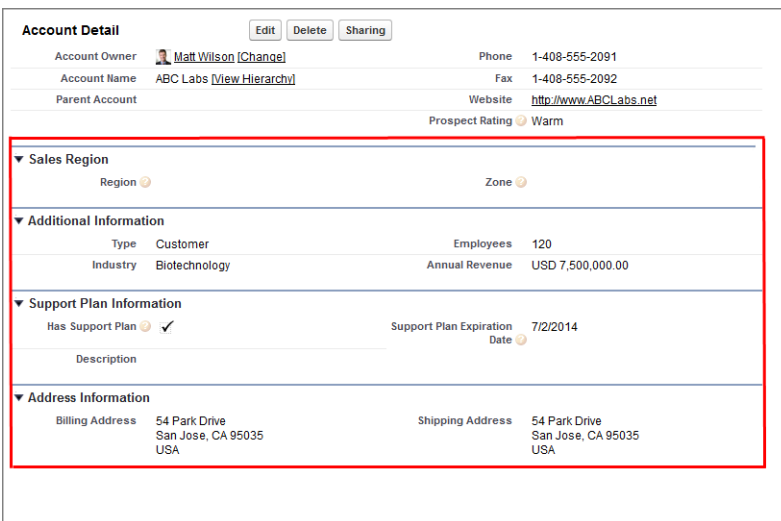 Account Detail Edit Delete Sharing
Account Owner Matt Wilson [Change] Phone 1-408-555-2091
Account Name ABC Labs [View Hierarchy] Fax 1-408-555-2092
Parent Account Website http://www.ABCLabs.net
Prospect Rating ? Warm
Sales Region
Region ? Zone ?
Additional Information
Type Customer Employees 120
Industry Biotechnology Annual Revenue USD 7,500,000.00
Support Plan Information
Has Support Plan ? ✓ Support Plan Expiration 7/2/2014
Date ?
Description
Address Information
Billing Address 54 Park Drive Shipping Address 54 Park Drive
San Jose, CA 95035 San Jose, CA 95035
USA USA